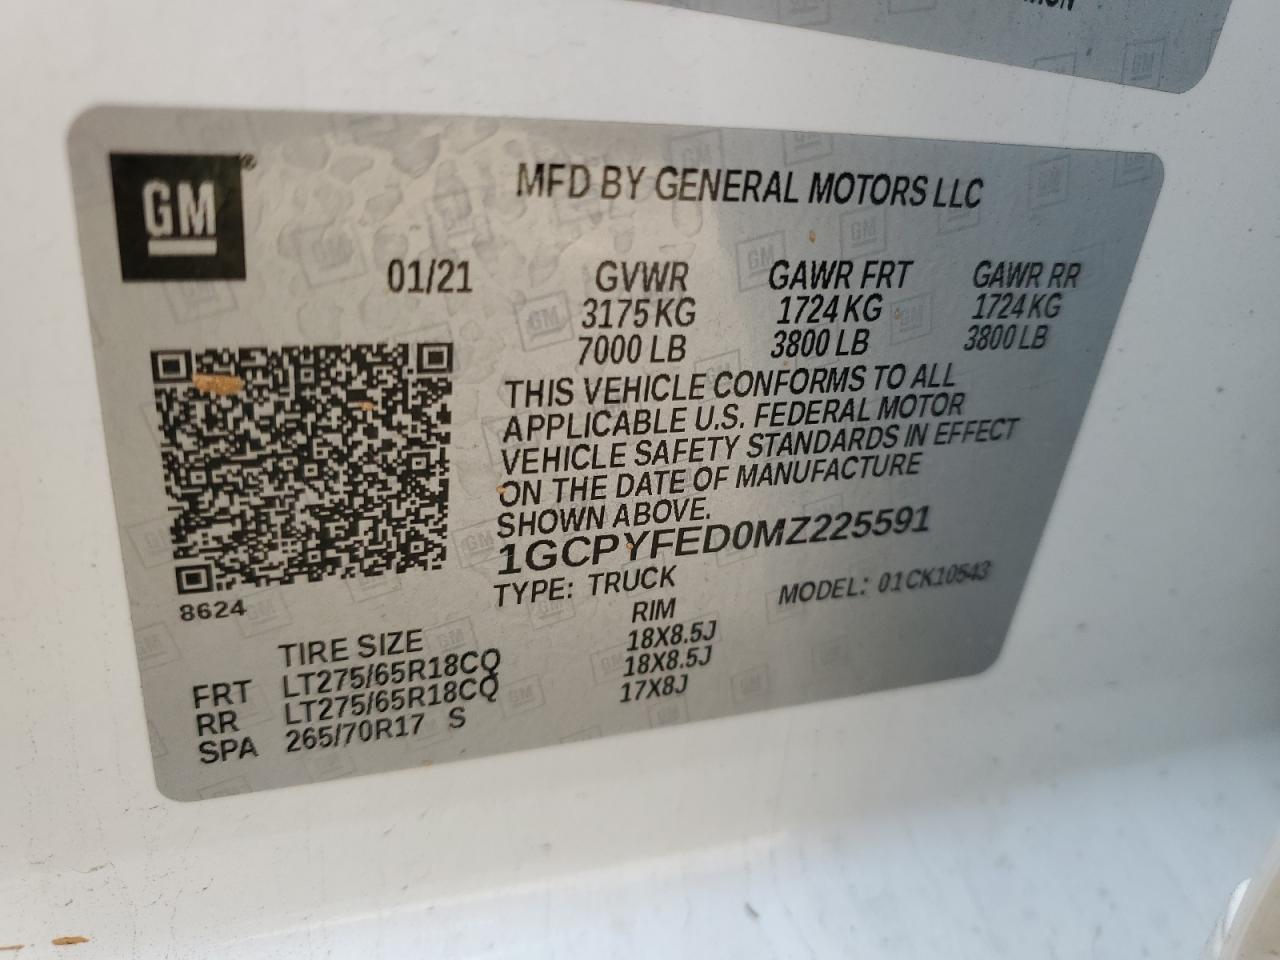 GM
MFD BY GENERAL MOTORS LLC
01/21 GVWR GAWR FRT GAWR RR
3175 KG 1724 KG 1724 KG
7000 LB 3800 LB 3800 LB
THIS VEHICLE CONFORMS TO ALL
APPLICABLE U.S. FEDERAL MOTOR
VEHICLE SAFETY STANDARDS IN EFFECT
ON THE DATE OF MANUFACTURE
SHOWN ABOVE.
1GCPYFED0MZ225591
TYPE: TRUCK MODEL: 01CK10543
8624
TIRE SIZE RIM
FRT LT275/65R18CQ 18X8.5J
RR LT275/65R18CQ 18X8.5J
SPA 265/70R17 S 17X8J